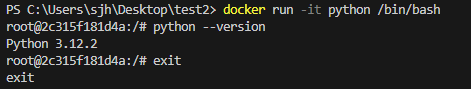 PS C:\Users\sjh\Desktop\test2> docker run -it python /bin/bash
root@2c315f181d4a:/# python --version
Python 3.12.2
root@2c315f181d4a:/# exit
exit